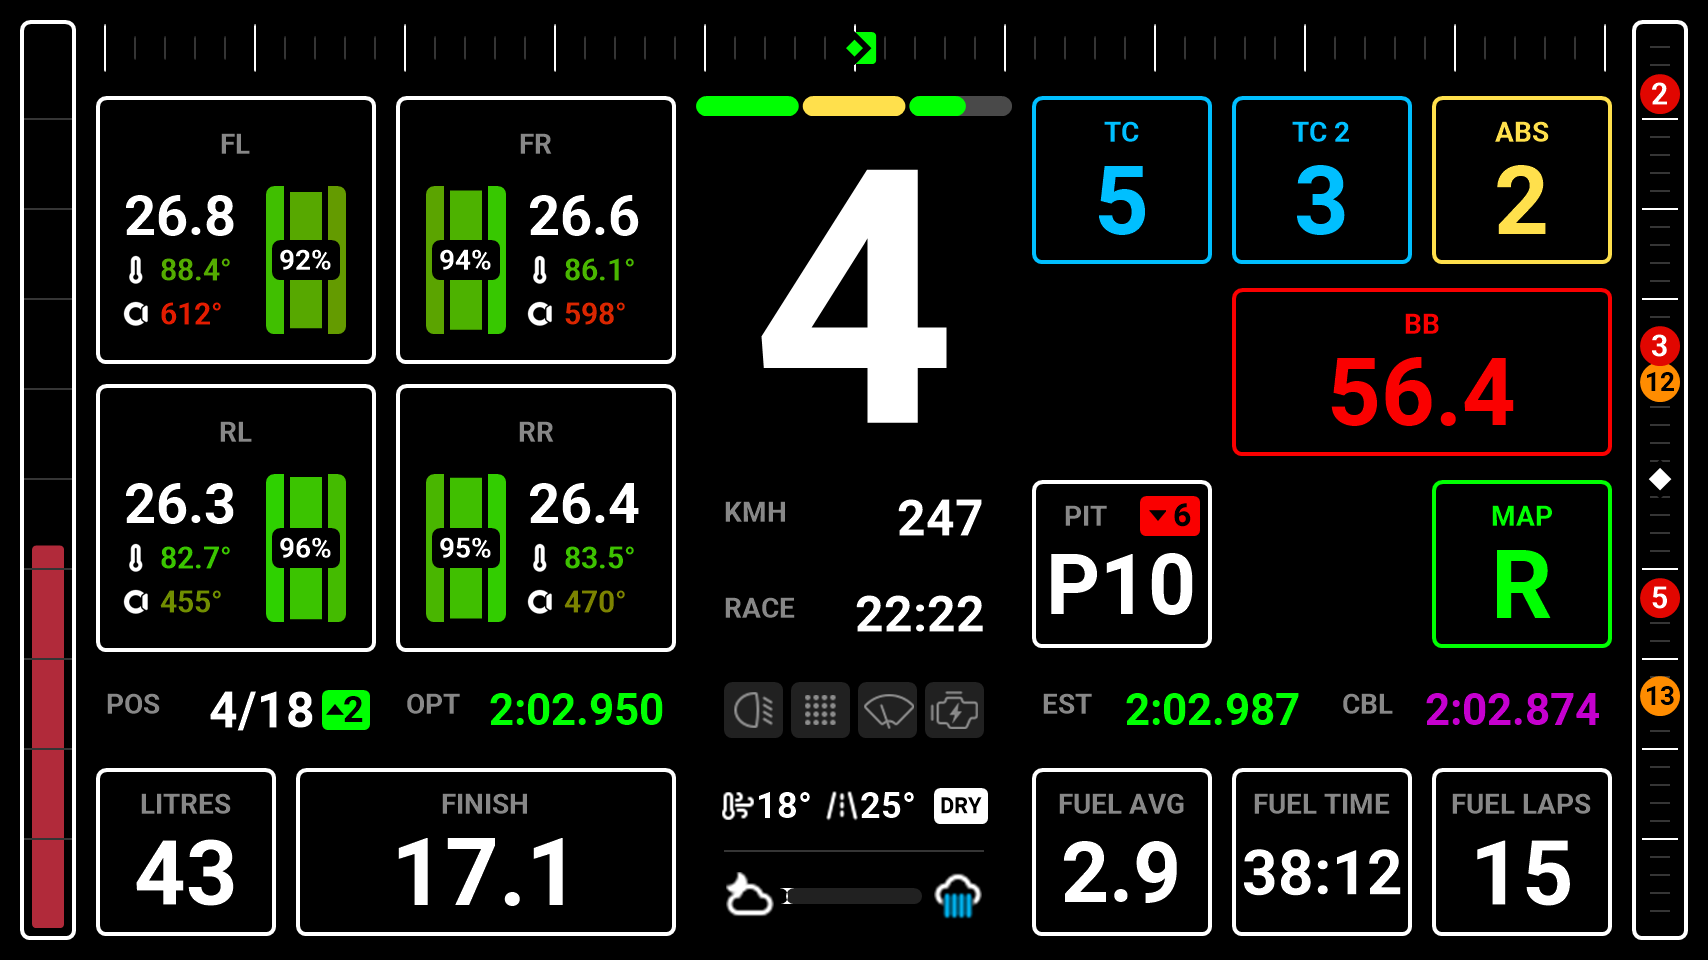 FL
26.8
88.4°
612°
92%
FR
94%
26.6
86.1°
598°
RL
26.3
82.7°
455°
96%
RR
95%
26.4
83.5°
470°
POS 4/18 2
OPT 2:02.950
LITRES
43
FINISH
17.1
4
KMH 247
RACE 22:22
18° 25° DRY
TC
5
TC 2
3
ABS
2
BB
56.4
PIT 6
P10
MAP
R
EST 2:02.987
CBL 2:02.874
FUEL AVG
2.9
FUEL TIME
38:12
FUEL LAPS
15
2
3
12
5
13